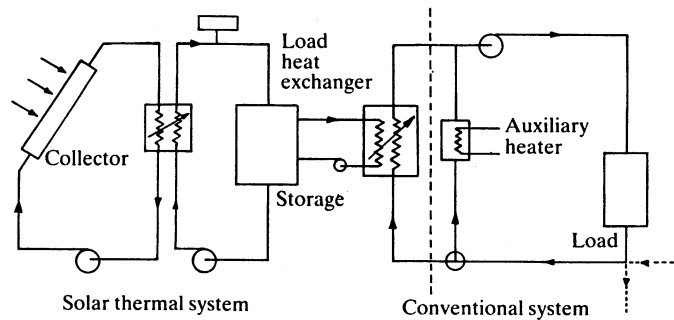 Load
heat
exchanger
Collector
Auxiliary
heater
Storage
Load
Solar thermal system
Conventional system